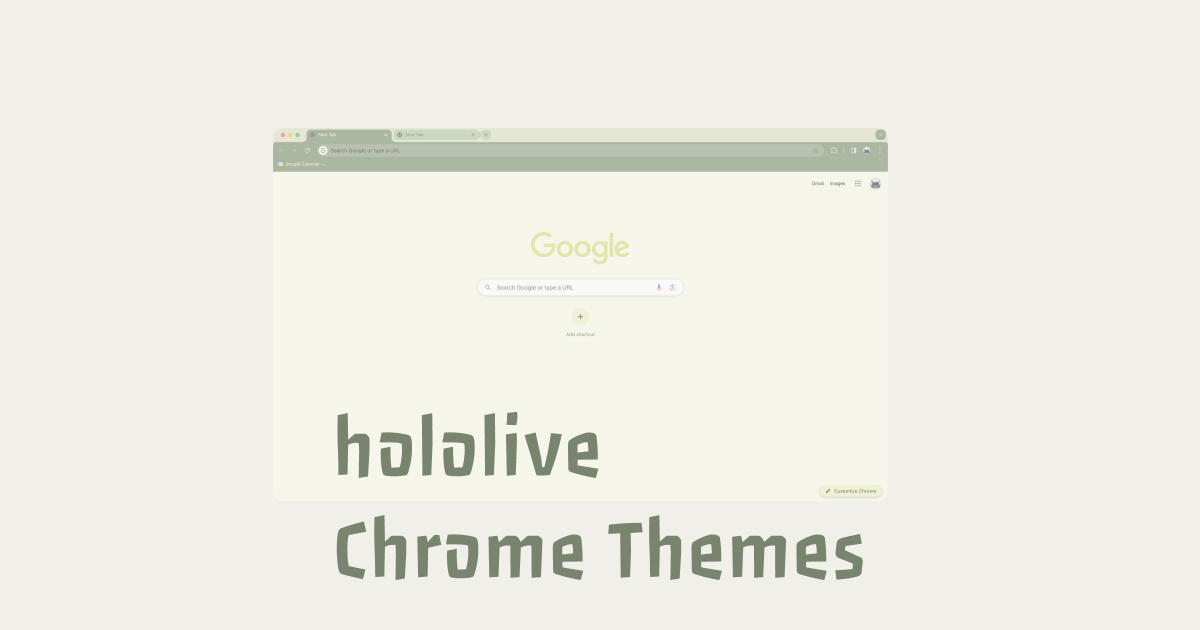 New Tab
New Tab
Search Google or type a URL
Google Calendar -...
Gmail Images
Google
Search Google or type a URL
Add shortcut
hololive
Customize Chrome
Chrome Themes